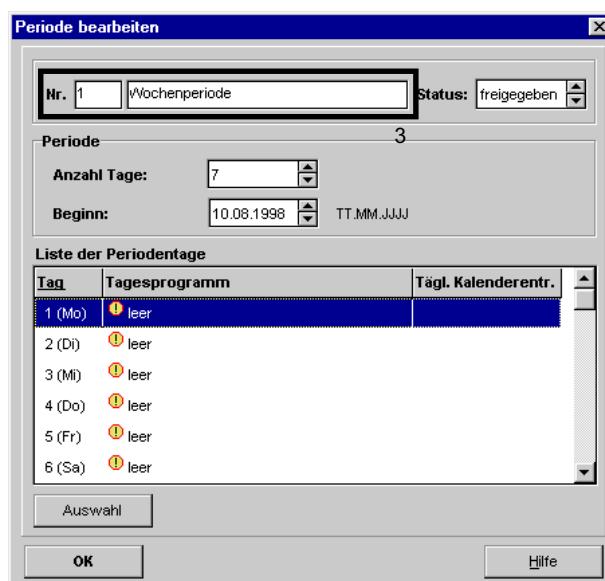 Periode bearbeiten
Nr. 1 Wochenperiode Status: freigegeben
3
Periode
Anzahl Tage: 7
Beginn: 10.08.1998 TT.MM.JJJJ
Liste der Periodentage
Tag Tagesprogramm Tägl. Kalenderentr.
1 (Mo) leer
2 (Di) leer
3 (Mi) leer
4 (Do) leer
5 (Fr) leer
6 (Sa) leer
Auswahl
OK Hilfe